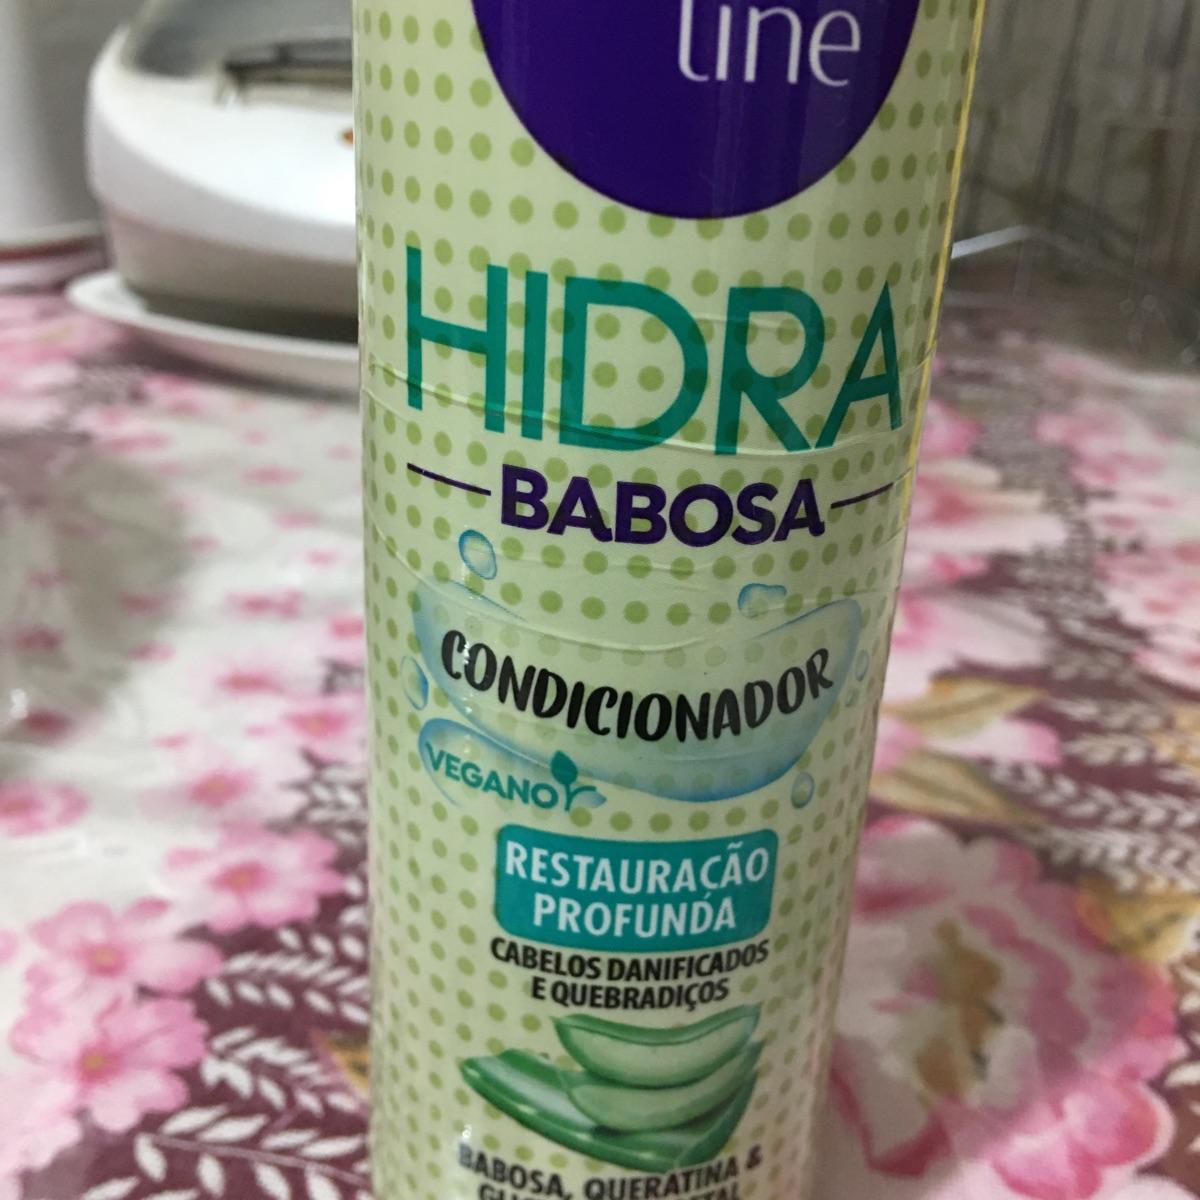 line
HIDRA
BABOSA
CONDICIONADOR
VEGANO
RESTAURAÇÃO
PROFUNDA
CABELOS DANIFICADOS
E QUEBRADIÇOS
BABOSA, QUERATINA &